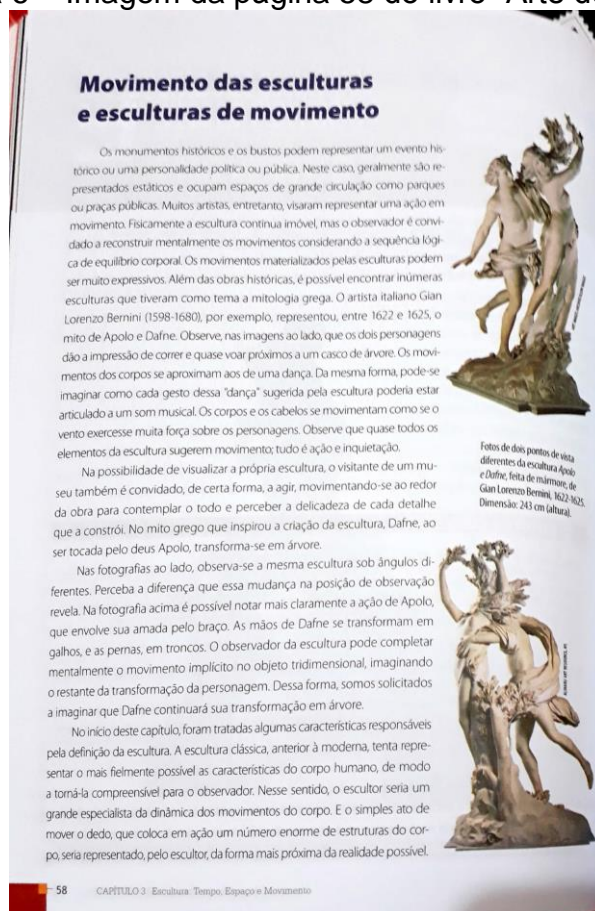 Imagem da página 58 do livro "Arte de
Movimento das esculturas
e esculturas de movimento
Os monumentos históricos e os bustos podem representar um evento his-
tórico ou uma personalidade política ou pública. Neste caso, geralmente são re-
presentados estáticos e ocupam espaços de grande circulação como parques
ou praças públicas. Muitos artistas, entretanto, visaram representar uma ação em
movimento. Fisicamente a escultura continua imóvel, mas o observador é convi-
dado a reconstruir mentalmente os movimentos considerando a sequência lógi-
ca de equilíbrio corporal. Os movimentos materializados pelas esculturas podem
ser muito expressivos. Além das obras históricas, é possível encontrar inúmeras
esculturas que tiveram como tema a mitologia grega. O artista italiano Gian
Lorenzo Bernini (1598-1680), por exemplo, representou, entre 1622 e 1625, o
mito de Apolo e Dafne. Observe, nas imagens ao lado, que os dois personagens
dão a impressão de correr e quase voar próximos a um casco de árvore. Os movi-
mentos dos corpos se aproximam aos de uma dança. Da mesma forma, pode-se
imaginar como cada gesto dessa "dança" sugerida pela escultura poderia estar
articulado a um som musical. Os corpos e os cabelos se movimentam como se o
vento exercesse muita força sobre os personagens. Observe que quase todos os
elementos da escultura sugerem movimento; tudo é ação e inquietação.
Na possibilidade de visualizar a própria escultura, o visitante de um mu-
seu também é convidado, de certa forma, a agir, movimentando-se ao redor
da obra para contemplar o todo e perceber a delicadeza de cada detalhe
que a constrói. No mito grego que inspirou a criação da escultura, Dafne, ao
ser tocada pelo deus Apolo, transforma-se em árvore.
Nas fotografias ao lado, observa-se a mesma escultura sob ângulos di-
ferentes. Perceba a diferença que essa mudança na posição de observação
revela. Na fotografia acima é possível notar mais claramente a ação de Apolo,
que envolve sua amada pelo braço. As mãos de Dafne se transformam em
galhos, e as pernas, em troncos. O observador da escultura pode completar
mentalmente o movimento implícito no objeto tridimensional, imaginando
o restante da transformação da personagem. Dessa forma, somos solicitados
a imaginar que Dafne continuará sua transformação em árvore.
No início deste capítulo, foram tratadas algumas características responsáveis
pela definição da escultura. A escultura clássica, anterior à moderna, tenta repre-
sentar o mais fielmente possível as características do corpo humano, de modo
a torná-la compreensível para o observador. Nesse sentido, o escultor seria um
grande especialista da dinâmica dos movimentos do corpo. E o simples ato de
mover o dedo, que coloca em ação um número enorme de estruturas do cor-
po, seria representado, pelo escultor, da forma mais próxima da realidade possível.
Fotos de dois pontos de vista
diferentes da escultura Apolo
e Dafne, feita de mármore, de
Gian Lorenzo Bernini, 1622-1625.
Dimensão: 243 cm (altura).
58 CAPÍTULO 3 Escultura: Tempo, Espaço e Movimento